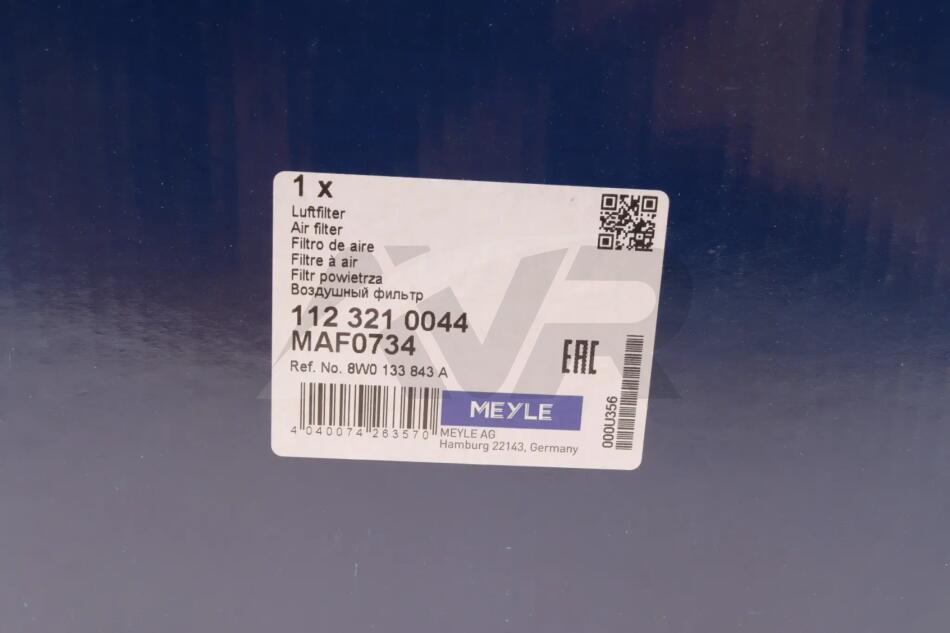 1 x
Luftfilter
Air filter
Filtro de aire
Filtre à air
Filtr powietrza
Воздушный фильтр
112 321 0044
MAF0734
Ref. No. 8W0 133 843 A
EAC
000U356
MEYLE
4 040074 263570
MEYLE AG
Hamburg 22143, Germany
AVR